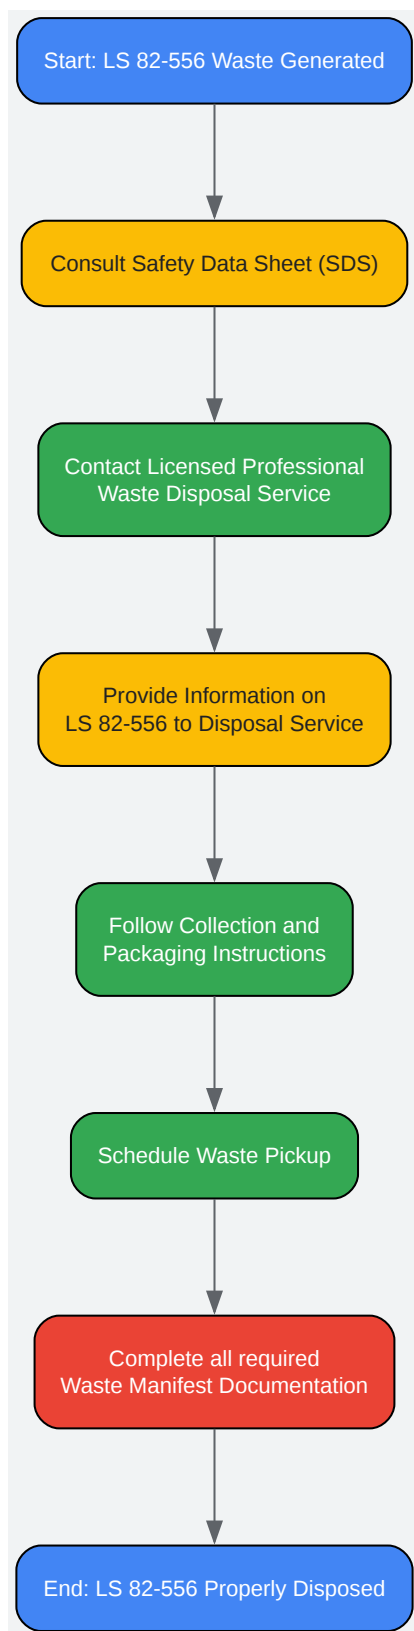 Start: LS 82-556 Waste Generated
Consult Safety Data Sheet (SDS)
Contact Licensed Professional
Waste Disposal Service
Provide Information on
LS 82-556 to Disposal Service
Follow Collection and
Packaging Instructions
Schedule Waste Pickup
Complete all required
Waste Manifest Documentation
End: LS 82-556 Properly Disposed